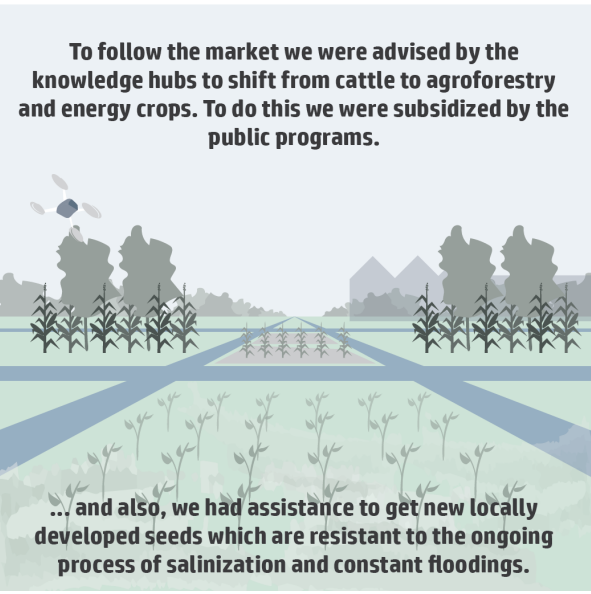 To follow the market we were advised by the
knowledge hubs to shift from cattle to agroforestry
and energy crops. To do this we were subsidized by the
public programs.
... and also, we had assistance to get new locally
developed seeds which are resistant to the ongoing
process of salinization and constant floodings.